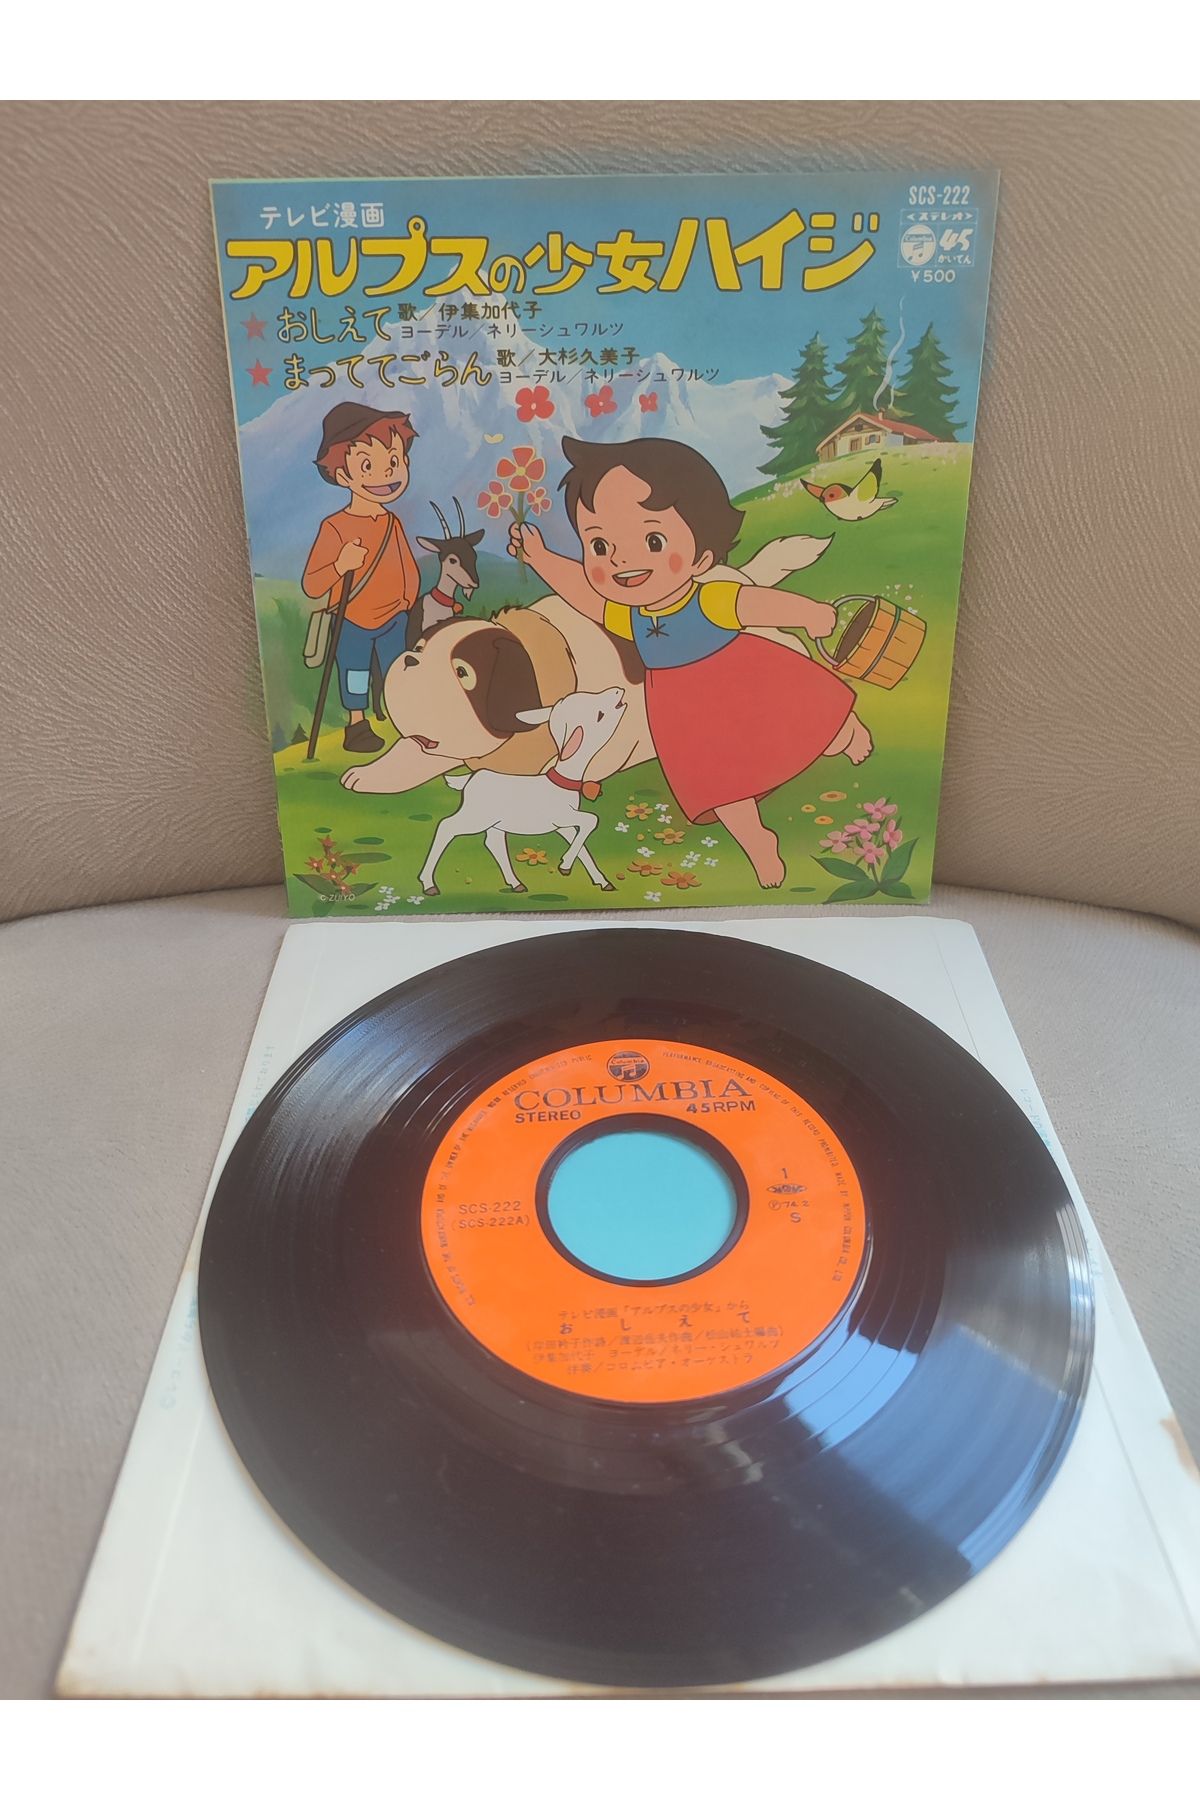 SCS-222
テレビ漫画
<ステレオ>
アルプスの少女ハイジ
Columbia
45
かいてん
¥500
★おしえて 歌／伊集加代子
ヨーデル／ネリーシュワルツ
★まっててごらん 歌／大杉久美子
ヨーデル／ネリーシュワルツ
©ZUIYO
Columbia
COLUMBIA
STEREO 45RPM
SCS-222
(SCS-222A)
1
℗'74.2
S
テレビ漫画「アルプスの少女」から
おしえて
伊集加代子 ヨーデル／ネリー・シュワルツ
伴奏／コロムビア・オーケストラ